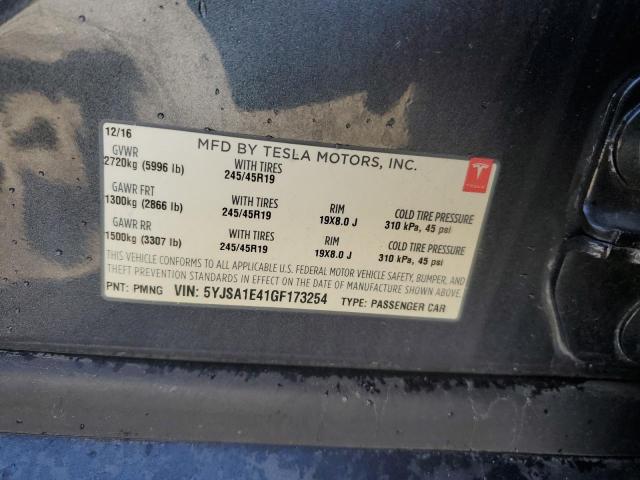 12/16
MFD BY TESLA MOTORS, INC.
GVWR
2720kg (5996 lb)
WITH TIRES
245/45R19
TESLA
GAWR FRT
1300kg (2866 lb)
WITH TIRES
245/45R19
RIM
19X8.0 J
COLD TIRE PRESSURE
310 kPa, 45 psi
GAWR RR
1500kg (3307 lb)
WITH TIRES
245/45R19
RIM
19X8.0 J
COLD TIRE PRESSURE
310 kPa, 45 psi
THIS VEHICLE CONFORMS TO ALL APPLICABLE U.S. FEDERAL MOTOR VEHICLE SAFETY, BUMPER, AND
THEFT PREVENTION STANDARDS IN EFFECT ON THE DATE OF MANUFACTURE SHOWN ABOVE.
PNT: PMNG VIN: 5YJSA1E41GF173254 TYPE: PASSENGER CAR